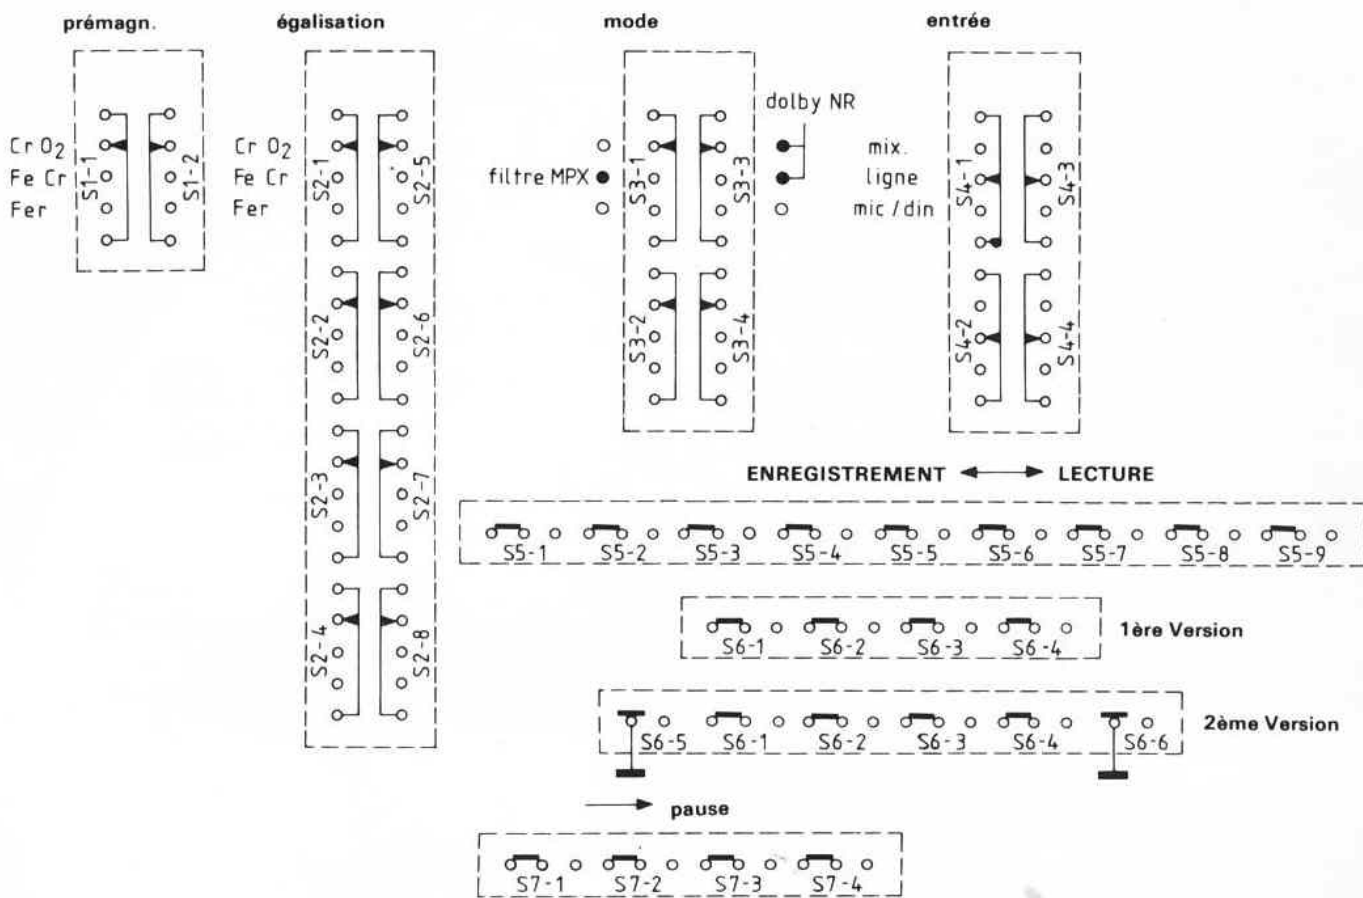 prémagn.
égalisation
mode
entrée
Cr O2
Fe Cr
Fer
S1-1
S1-2
Cr O2
Fe Cr
Fer
S2-1
S2-5
S2-2
S2-6
S2-3
S2-7
S2-4
S2-8
filtre MPX
S3-1
S3-3
S3-2
S3-4
dolby NR
mix.
ligne
mic / din
S4-1
S4-3
S4-2
S4-4
ENREGISTREMENT
LECTURE
S5-1 S5-2 S5-3 S5-4 S5-5 S5-6 S5-7 S5-8 S5-9
S6-1 S6-2 S6-3 S6-4
1ère Version
S6-5 S6-1 S6-2 S6-3 S6-4 S6-6
2ème Version
pause
S7-1 S7-2 S7-3 S7-4